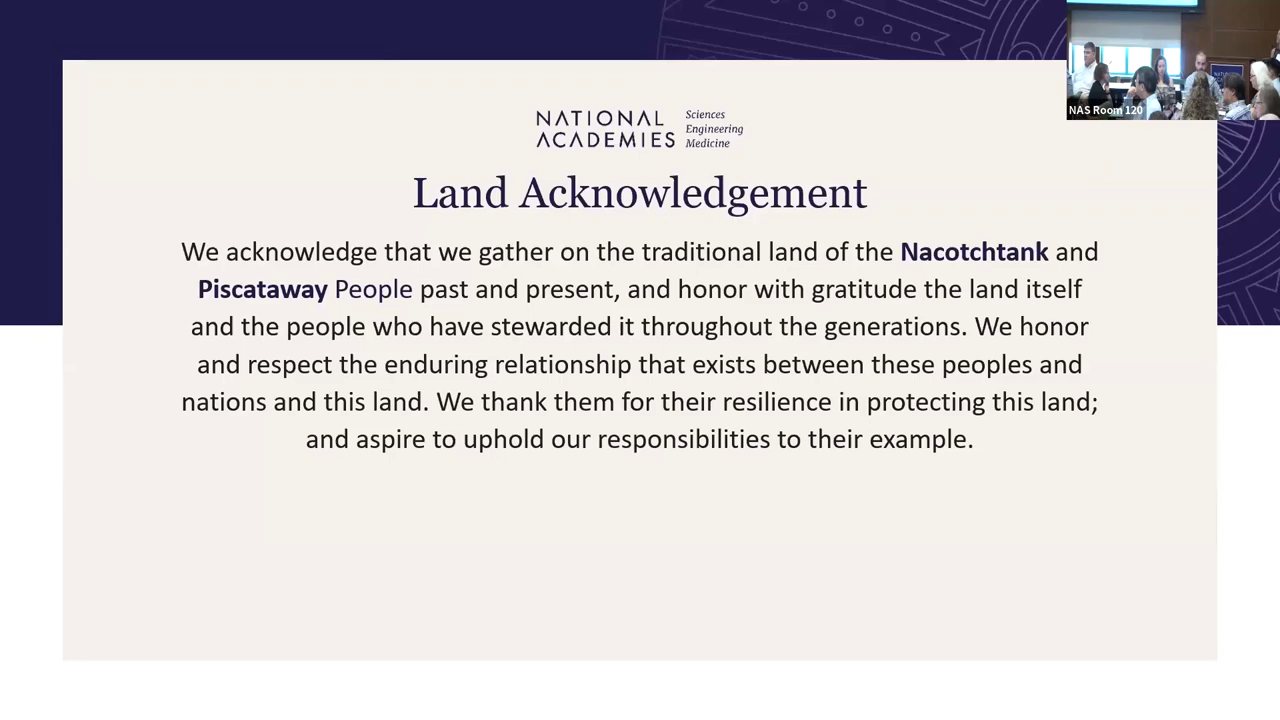 NAS Room 120
NATIONAL
ACADEMIES
Sciences
Engineering
Medicine
Land Acknowledgement
We acknowledge that we gather on the traditional land of the Nacotchtank and
Piscataway People past and present, and honor with gratitude the land itself
and the people who have stewarded it throughout the generations. We honor
and respect the enduring relationship that exists between these peoples and
nations and this land. We thank them for their resilience in protecting this land;
and aspire to uphold our responsibilities to their example.